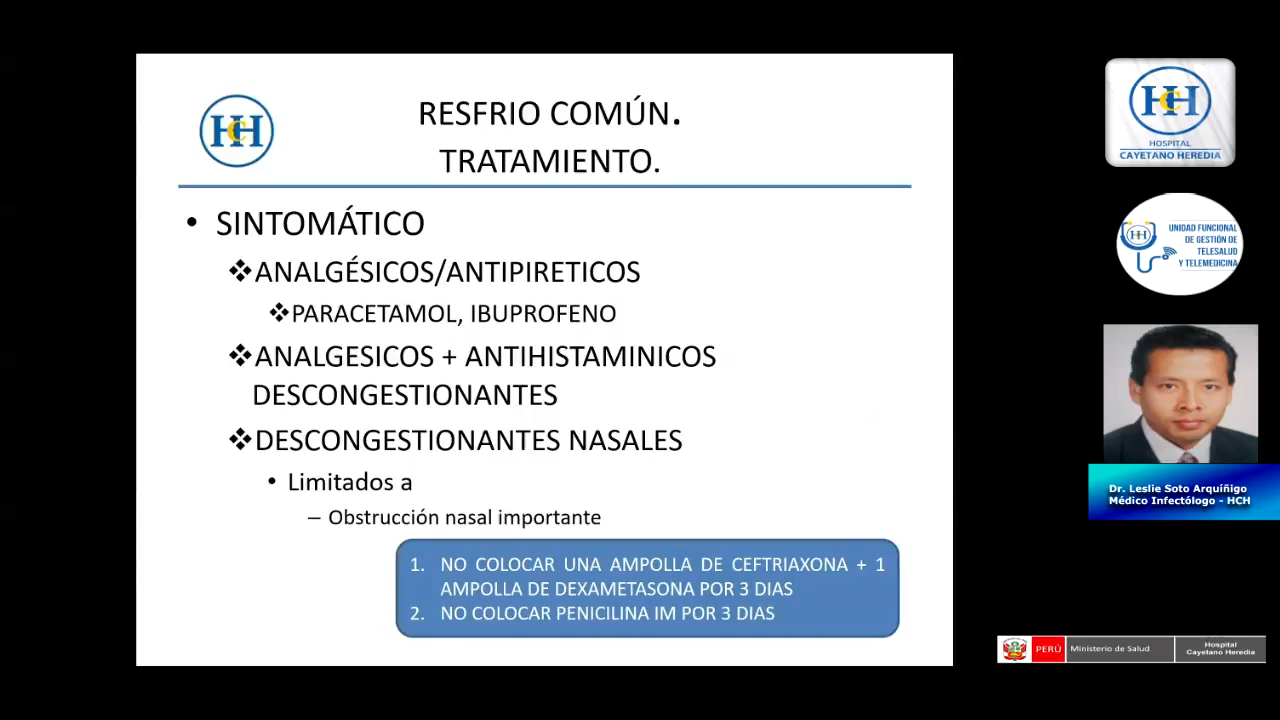 HCH
RESFRIO COMÚN.
TRATAMIENTO.
• SINTOMÁTICO
❖ANALGÉSICOS/ANTIPIRETICOS
❖PARACETAMOL, IBUPROFENO
❖ANALGESICOS + ANTIHISTAMINICOS
DESCONGESTIONANTES
❖DESCONGESTIONANTES NASALES
• Limitados a
– Obstrucción nasal importante
1. NO COLOCAR UNA AMPOLLA DE CEFTRIAXONA + 1
AMPOLLA DE DEXAMETASONA POR 3 DIAS
2. NO COLOCAR PENICILINA IM POR 3 DIAS
HCH
HOSPITAL
CAYETANO HEREDIA
HCH
UNIDAD FUNCIONAL
DE GESTIÓN DE
TELESALUD
Y TELEMEDICINA
Dr. Leslie Soto Arquíñigo
Médico Infectólogo - HCH
PERÚ
Ministerio de Salud
Hospital
Cayetano Heredia